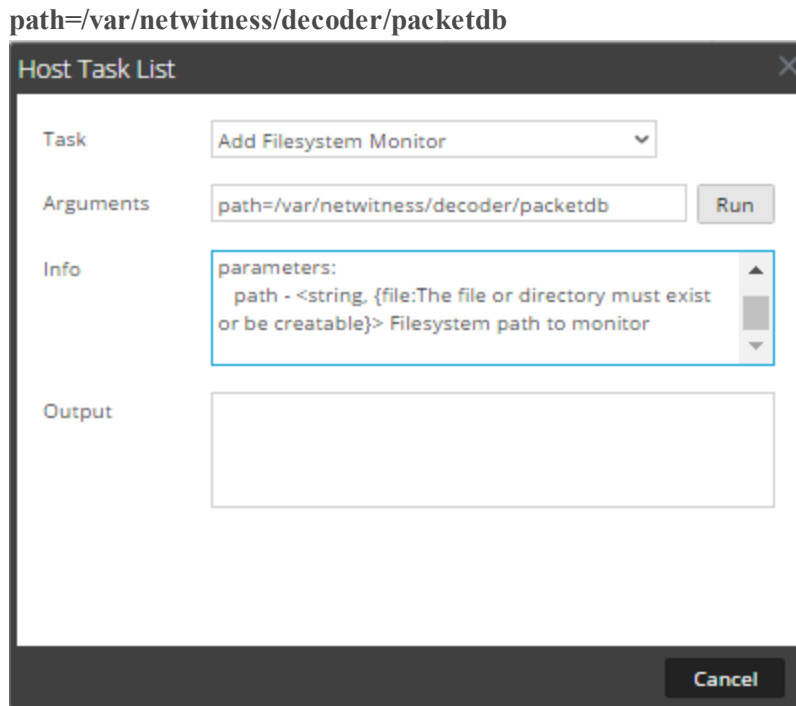 path=/var/netwitness/decoder/packetdb
Host Task List
Task
Add Filesystem Monitor
Arguments
path=/var/netwitness/decoder/packetdb
Run
Info
parameters:
path - <string, {file:The file or directory must exist
or be creatable}> Filesystem path to monitor
Output
Cancel